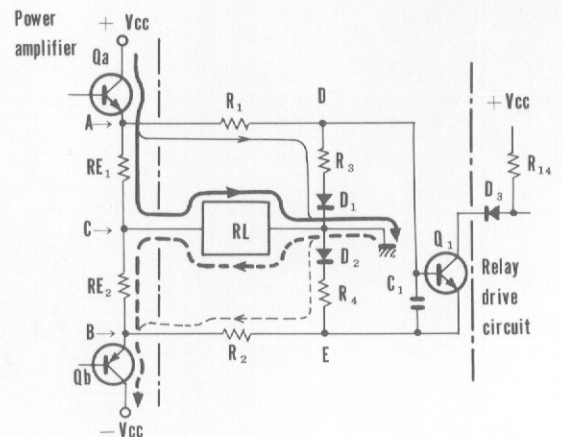 Power
amplifier
+ Vcc
Qa
A→
R1
D
+Vcc
RE1
R3
R14
D1
D3
C→
RL
D2
Q1
C1
RE2
R4
Relay
drive
circuit
B→
R2
E
Qb
−Vcc